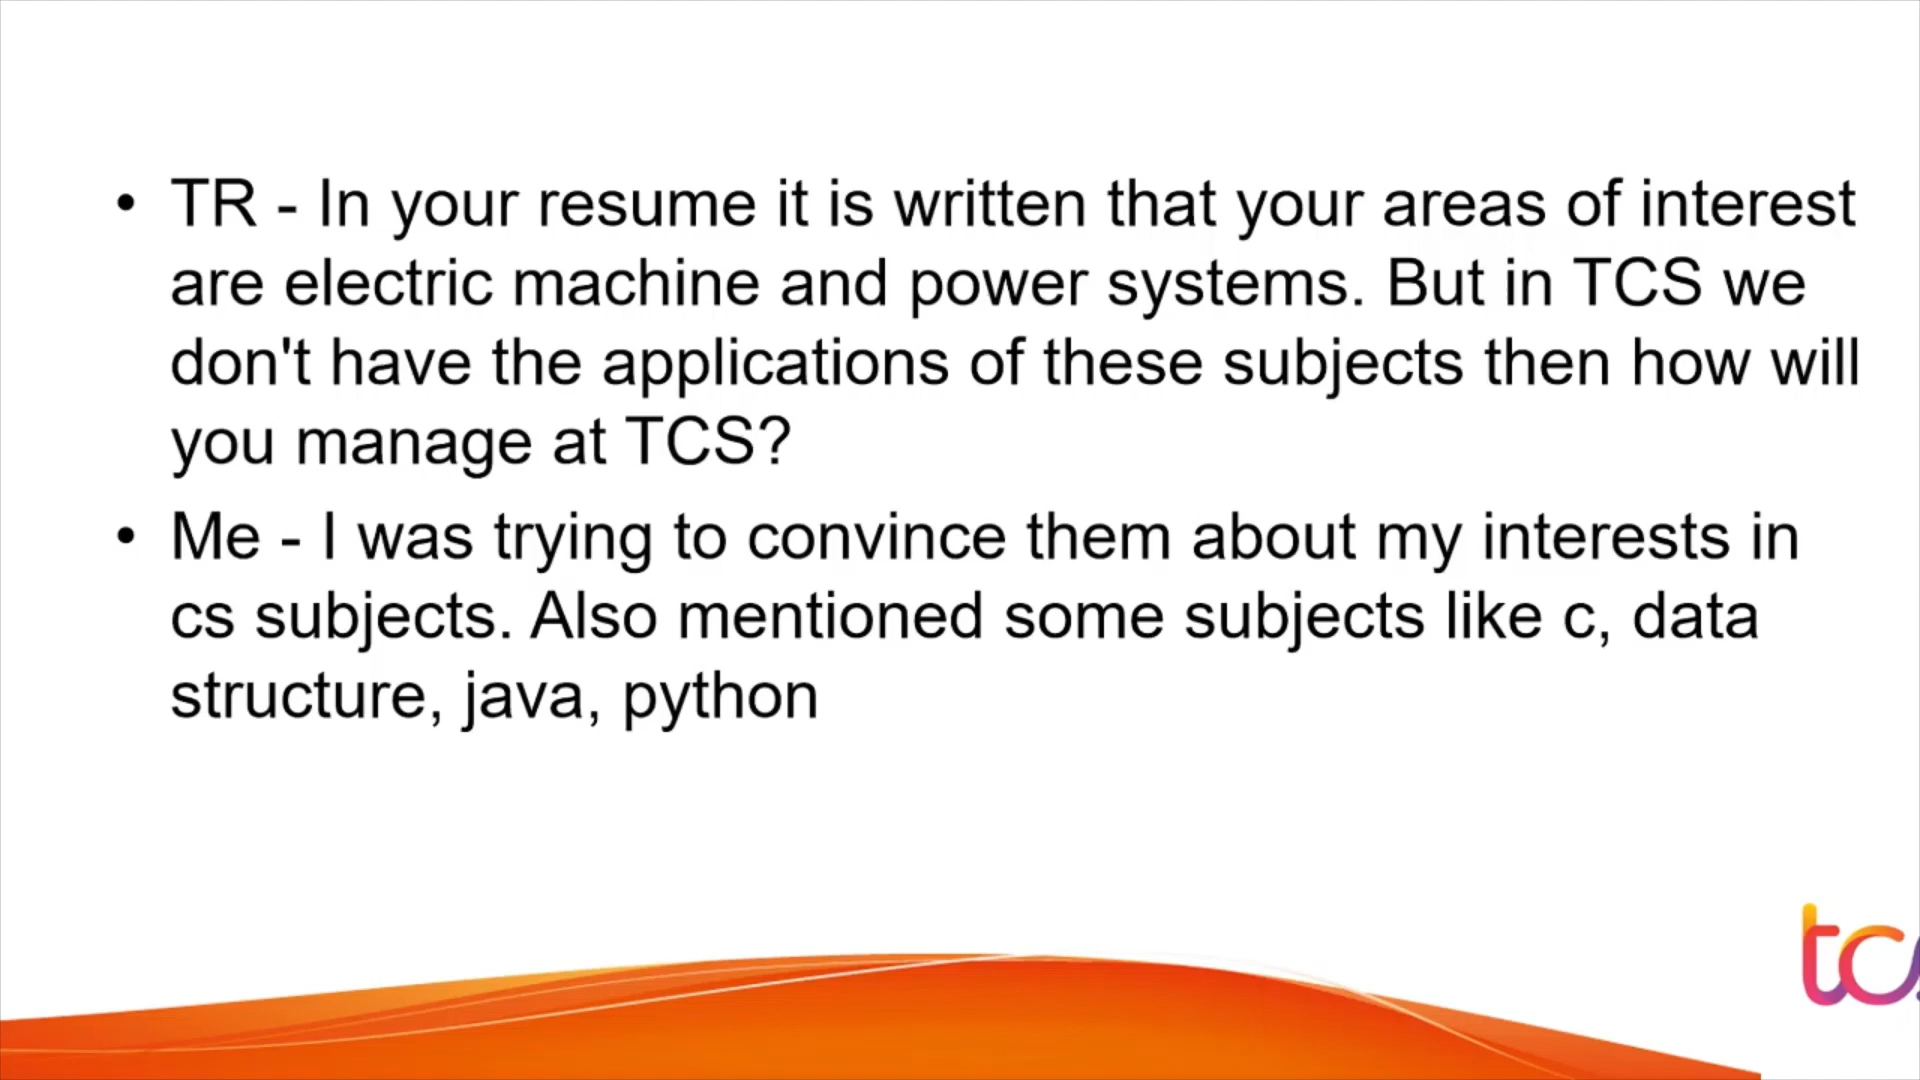 • TR - In your resume it is written that your areas of interest
are electric machine and power systems. But in TCS we
don't have the applications of these subjects then how will
you manage at TCS?
• Me - I was trying to convince them about my interests in
cs subjects. Also mentioned some subjects like c, data
structure, java, python
tcs